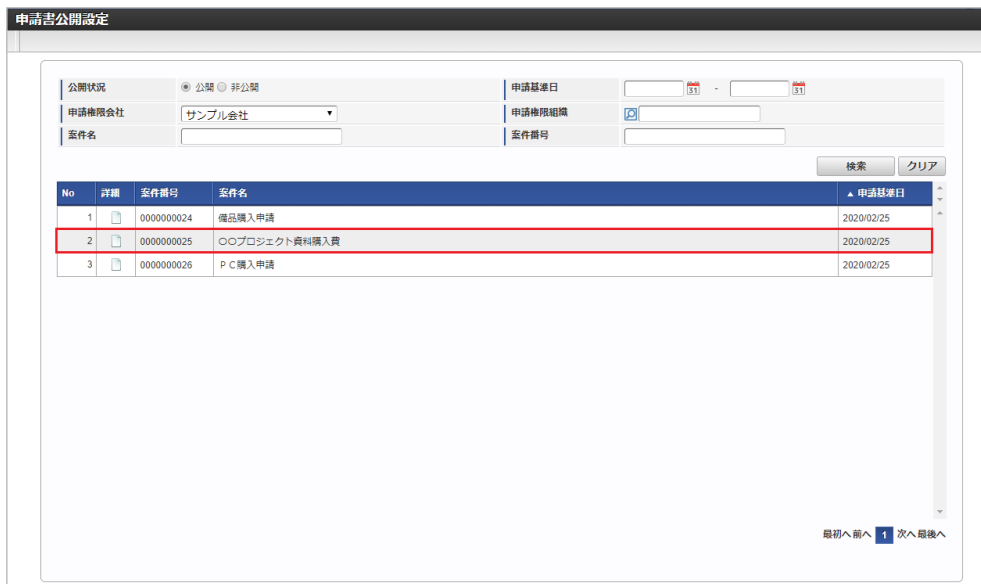 申請書公開設定
公開状況 公開 非公開 申請基準日 31 - 31
申請権限会社 サンプル会社 申請権限組織
案件名 案件番号
検索 クリア
No 詳細 案件番号 案件名 ▲ 申請基準日
1 0000000024 備品購入申請 2020/02/25
2 0000000025 〇〇プロジェクト資料購入費 2020/02/25
3 0000000026 ＰＣ購入申請 2020/02/25
最初へ 前へ 1 次へ 最後へ